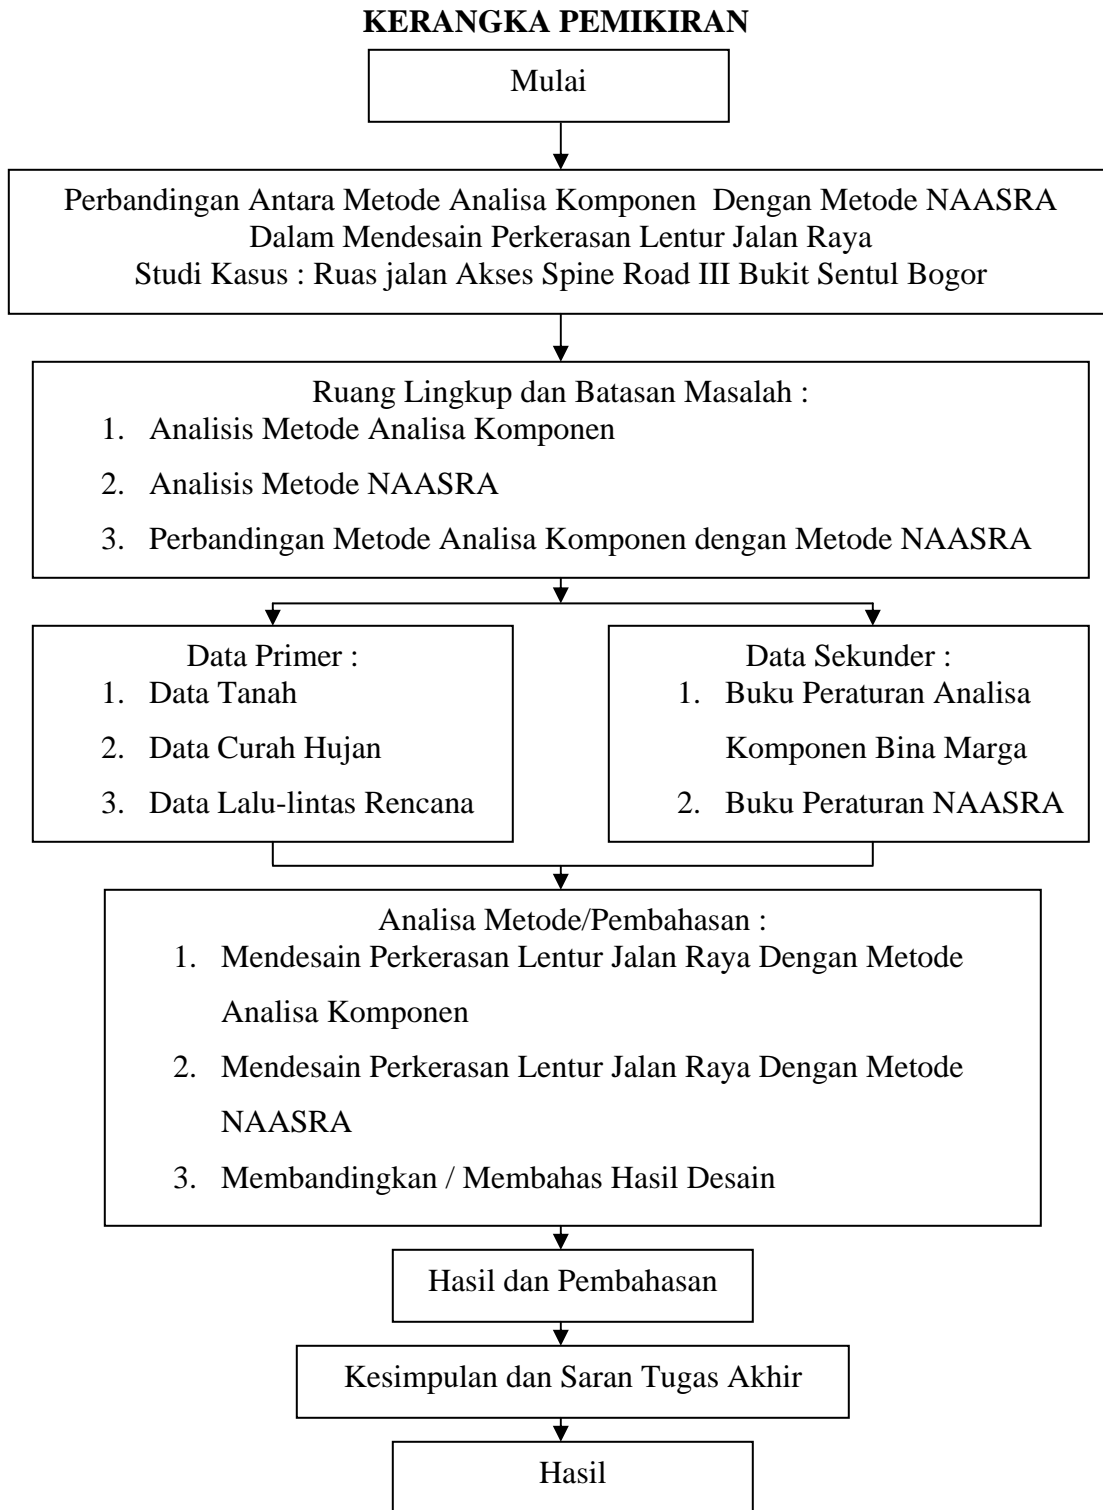 KERANGKA PEMIKIRAN
Mulai
Perbandingan Antara Metode Analisa Komponen Dengan Metode NAASRA
Dalam Mendesain Perkerasan Lentur Jalan Raya
Studi Kasus : Ruas jalan Akses Spine Road III Bukit Sentul Bogor
Ruang Lingkup dan Batasan Masalah :
1. Analisis Metode Analisa Komponen
2. Analisis Metode NAASRA
3. Perbandingan Metode Analisa Komponen dengan Metode NAASRA
Data Primer :
1. Data Tanah
2. Data Curah Hujan
3. Data Lalu-lintas Rencana
Data Sekunder :
1. Buku Peraturan Analisa
Komponen Bina Marga
2. Buku Peraturan NAASRA
Analisa Metode/Pembahasan :
1. Mendesain Perkerasan Lentur Jalan Raya Dengan Metode
Analisa Komponen
2. Mendesain Perkerasan Lentur Jalan Raya Dengan Metode
NAASRA
3. Membandingkan / Membahas Hasil Desain
Hasil dan Pembahasan
Kesimpulan dan Saran Tugas Akhir
Hasil